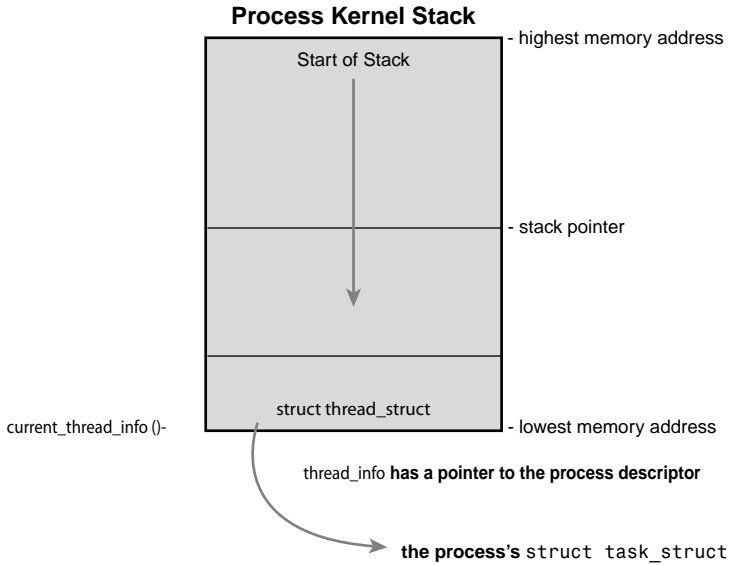 Process Kernel Stack
- highest memory address
Start of Stack
- stack pointer
struct thread_struct
current_thread_info ()-
- lowest memory address
thread_info has a pointer to the process descriptor
the process's struct task_struct